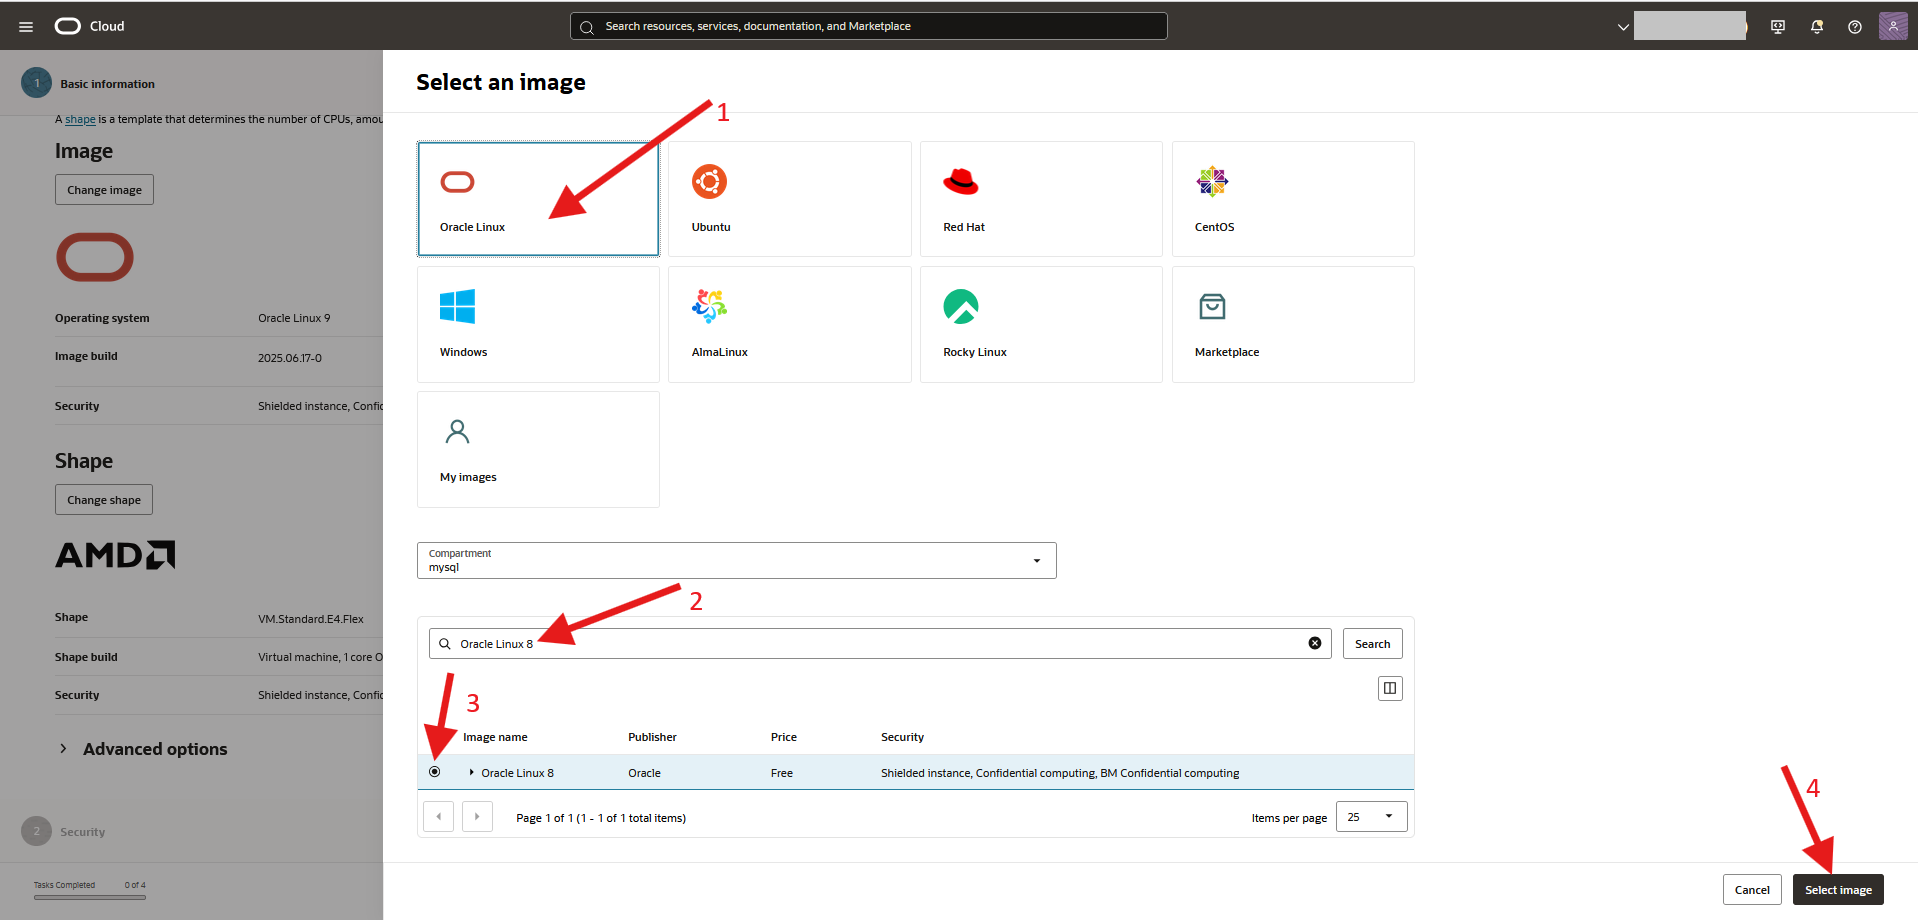 Cloud
Search resources, services, documentation, and Marketplace
1 Basic information
A shape is a template that determines the number of CPUs, amou
Image
Change image
Operating system Oracle Linux 9
Image build 2025.06.17-0
Security Shielded instance, Confid
Shape
Change shape
AMD
Shape VM.Standard.E4.Flex
Shape build Virtual machine, 1 core O
Security Shielded instance, Confid
Advanced options
2 Security
Tasks Completed 0 of 4
Select an image
1
Oracle Linux
Ubuntu
Red Hat
CentOS
Windows
AlmaLinux
Rocky Linux
Marketplace
My images
Compartment
mysql
2
Oracle Linux 8
Search
3
Image name Publisher Price Security
Oracle Linux 8 Oracle Free Shielded instance, Confidential computing, BM Confidential computing
Page 1 of 1 (1 - 1 of 1 total items)
Items per page 25
4
Cancel
Select image